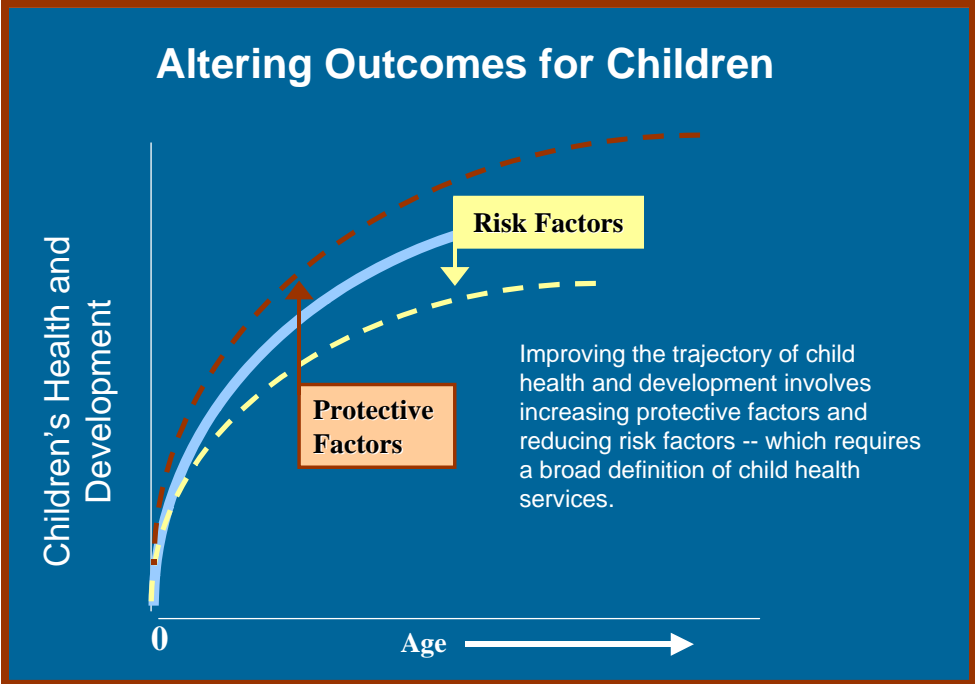 Altering Outcomes for Children
Children’s Health and
Development
Risk Factors
Protective
Factors
Improving the trajectory of child
health and development involves
increasing protective factors and
reducing risk factors -- which requires
a broad definition of child health
services.
0
Age